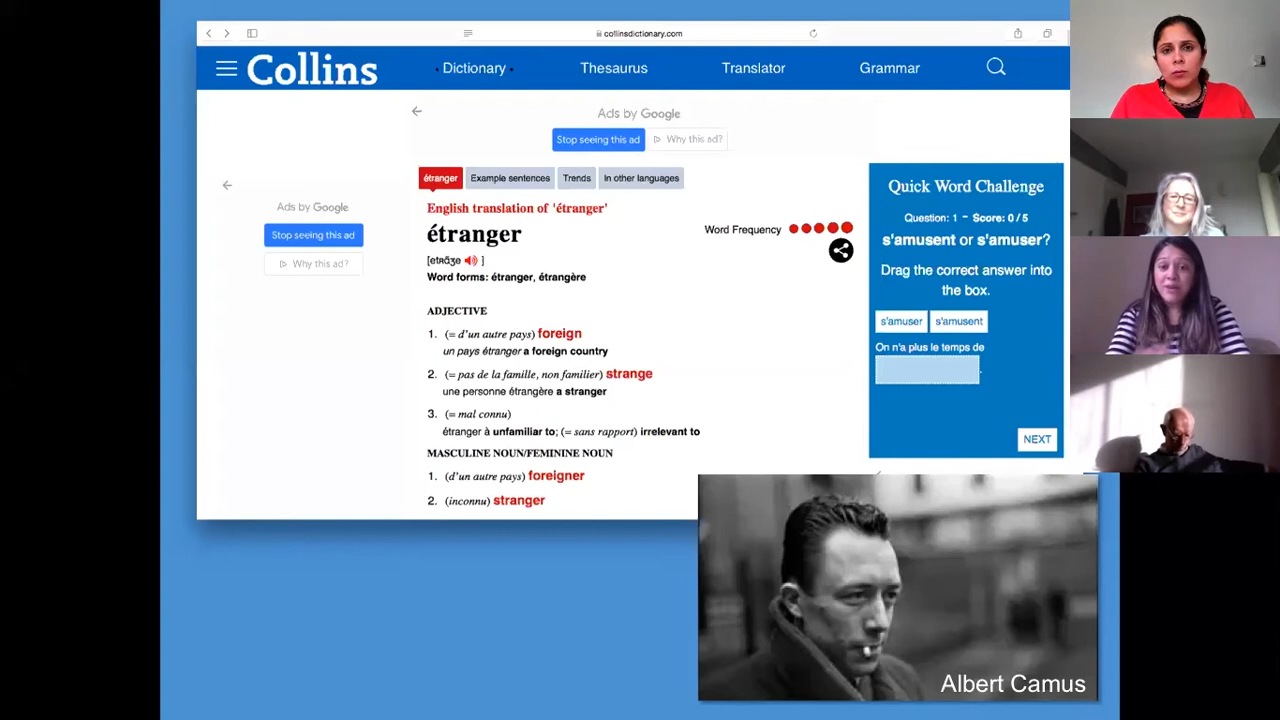 collinsdictionary.com
Collins
Dictionary
Thesaurus
Translator
Grammar
Ads by Google
Stop seeing this ad
Why this ad?
Ads by Google
Stop seeing this ad
Why this ad?
étranger
Example sentences
Trends
In other languages
English translation of 'étranger'
étranger
Word Frequency
[etʀɑ̃ʒe ]
Word forms: étranger, étrangère
ADJECTIVE
1. (= d'un autre pays) foreign
un pays étranger a foreign country
2. (= pas de la famille, non familier) strange
une personne étrangère a stranger
3. (= mal connu)
étranger à unfamiliar to; (= sans rapport) irrelevant to
MASCULINE NOUN/FEMININE NOUN
1. (d'un autre pays) foreigner
2. (inconnu) stranger
Quick Word Challenge
Question: 1 - Score: 0 / 5
s'amusent or s'amuser?
Drag the correct answer into
the box.
s'amuser
s'amusent
On n'a plus le temps de
.
NEXT
Albert Camus